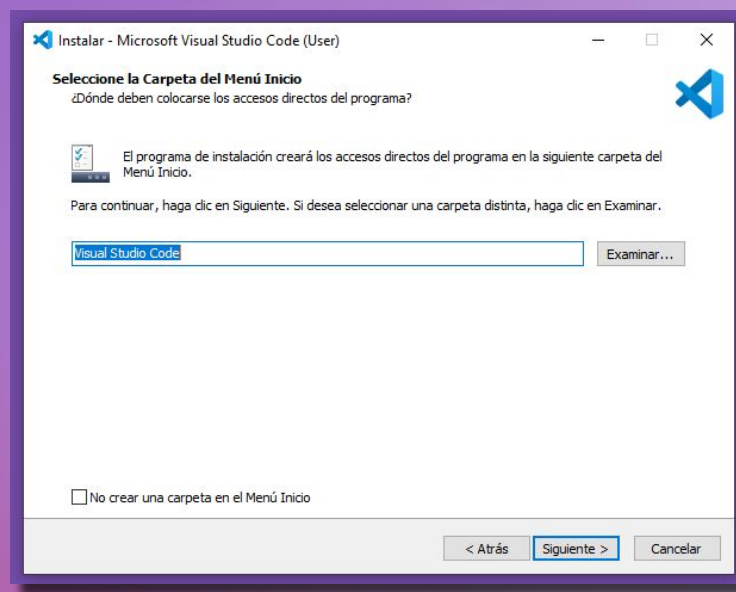 Instalar - Microsoft Visual Studio Code (User)
Seleccione la Carpeta del Menú Inicio
¿Dónde deben colocarse los accesos directos del programa?
El programa de instalación creará los accesos directos del programa en la siguiente carpeta del
Menú Inicio.
Para continuar, haga clic en Siguiente. Si desea seleccionar una carpeta distinta, haga clic en Examinar.
Visual Studio Code
Examinar...
No crear una carpeta en el Menú Inicio
< Atrás
Siguiente >
Cancelar